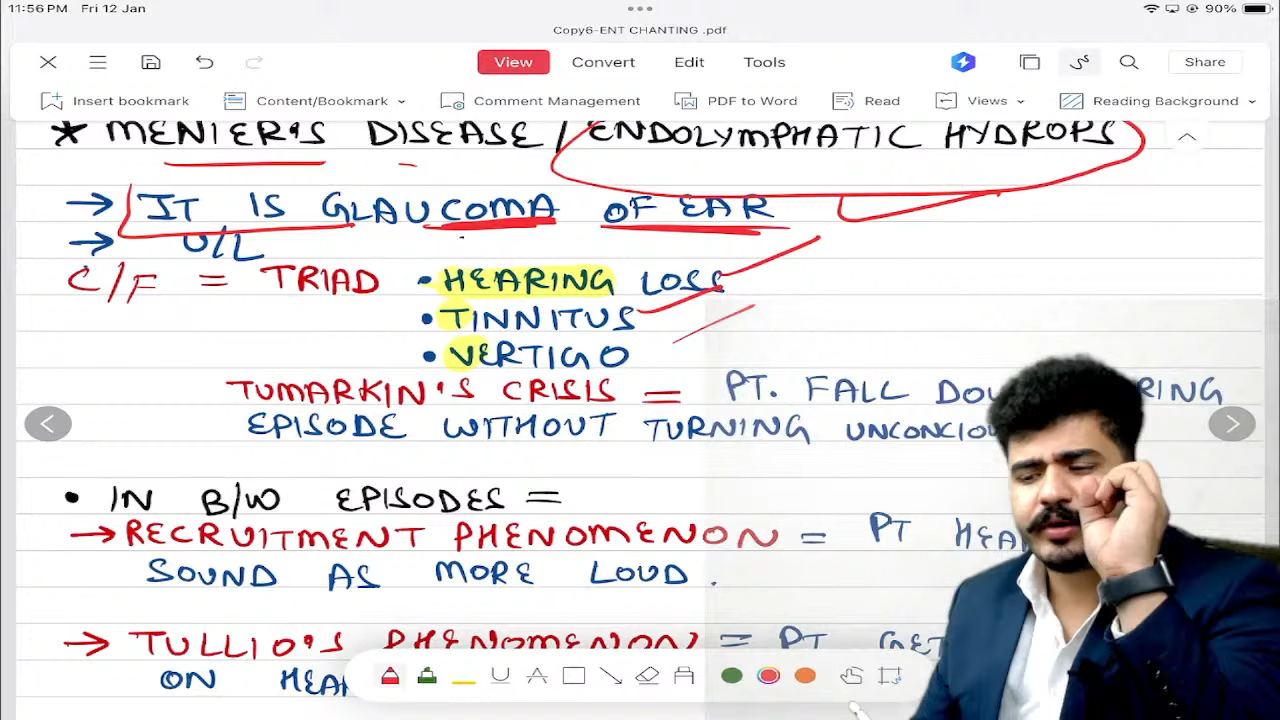 11:56 PM Fri 12 Jan
90%
Copy6-ENT CHANTING .pdf
View Convert Edit Tools Share
Insert bookmark Content/Bookmark Comment Management PDF to Word Read Views Reading Background
* MENIER'S DISEASE / ENDOLYMPHATIC HYDROPS
→ IT IS GLAUCOMA OF EAR
→ U/L
C/F = TRIAD • HEARING LOSS
• TINNITUS
• VERTIGO
TUMARKIN'S CRISIS = PT. FALL
EPISODE WITHOUT TURNING
• IN B/W EPISODES =
→ RECRUITMENT PHENOMENON = PT
SOUND AS MORE LOUD.
→ TULLIO'S PHENOMENON = PT
ON